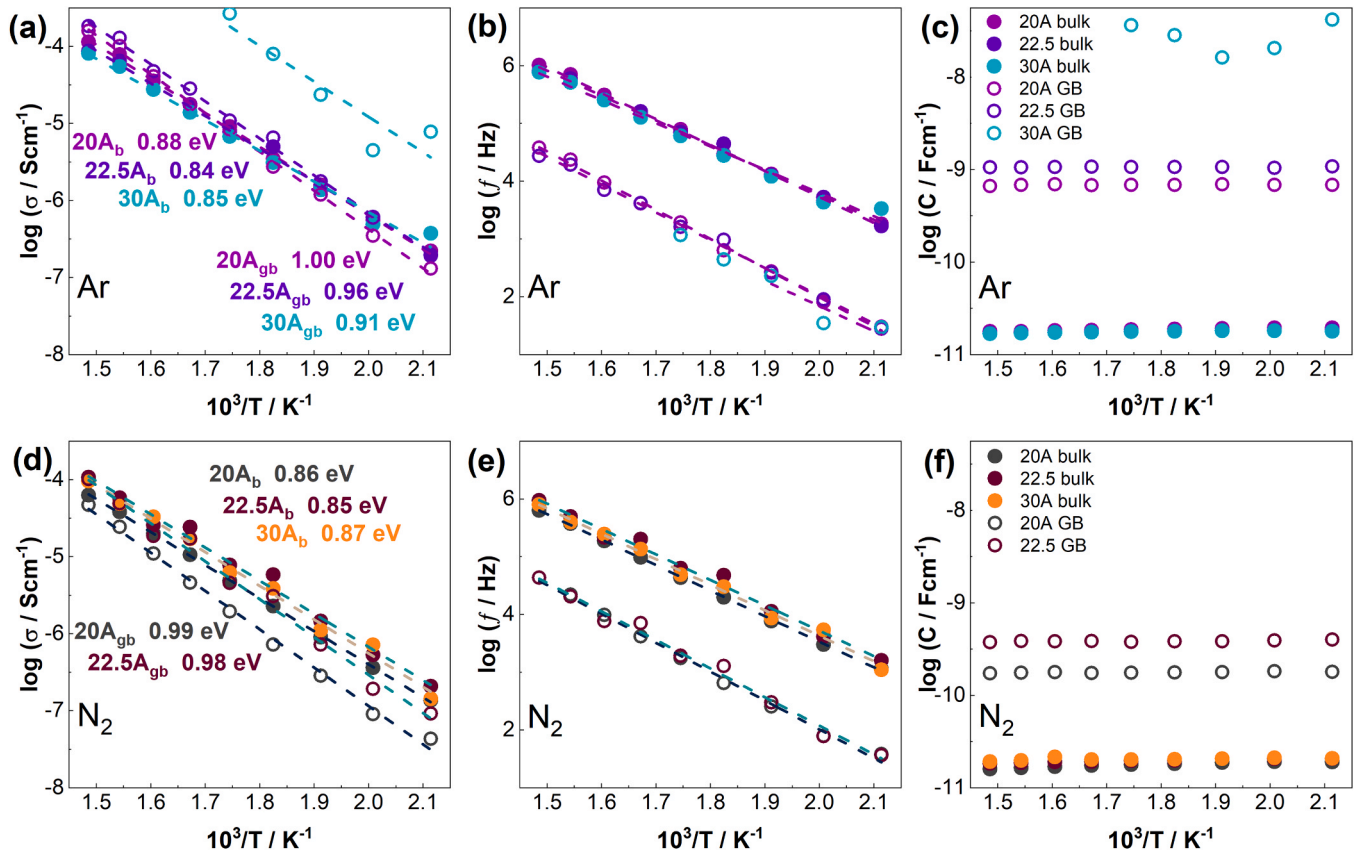 (a)
log (σ / Scm⁻¹)
-4
-5
-6
-7
-8
20A_b 0.88 eV
22.5A_b 0.84 eV
30A_b 0.85 eV
20A_gb 1.00 eV
22.5A_gb 0.96 eV
30A_gb 0.91 eV
Ar
1.5 1.6 1.7 1.8 1.9 2.0 2.1
10³/T / K⁻¹
(b)
log (f / Hz)
6
4
2
Ar
1.5 1.6 1.7 1.8 1.9 2.0 2.1
10³/T / K⁻¹
(c)
log (C / Fcm⁻¹)
-8
-9
-10
-11
20A bulk
22.5 bulk
30A bulk
20A GB
22.5 GB
30A GB
Ar
1.5 1.6 1.7 1.8 1.9 2.0 2.1
10³/T / K⁻¹
(d)
log (σ / Scm⁻¹)
-4
-5
-6
-7
-8
20A_b 0.86 eV
22.5A_b 0.85 eV
30A_b 0.87 eV
20A_gb 0.99 eV
22.5A_gb 0.98 eV
N₂
1.5 1.6 1.7 1.8 1.9 2.0 2.1
10³/T / K⁻¹
(e)
log (f / Hz)
6
4
2
N₂
1.5 1.6 1.7 1.8 1.9 2.0 2.1
10³/T / K⁻¹
(f)
log (C / Fcm⁻¹)
-8
-9
-10
-11
20A bulk
22.5 bulk
30A bulk
20A GB
22.5 GB
N₂
1.5 1.6 1.7 1.8 1.9 2.0 2.1
10³/T / K⁻¹